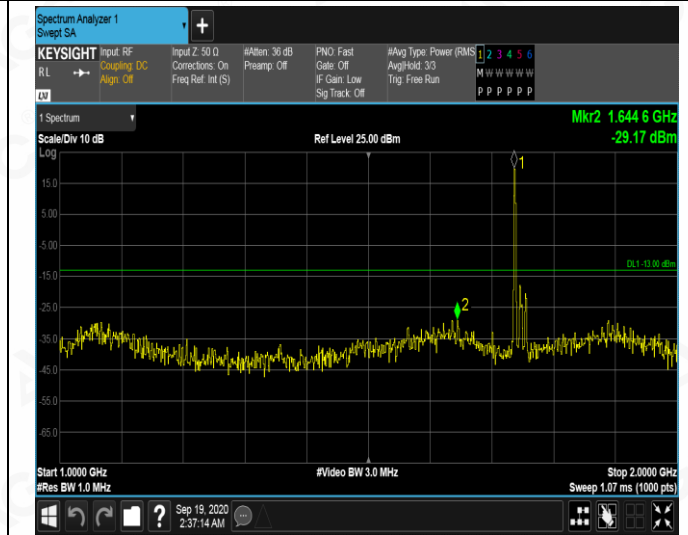 Spectrum Analyzer 1
Swept SA
+
KEYSIGHT
RL
LXI
Input: RF
Coupling: DC
Align: Off
Input Z: 50 Ω
Corrections: On
Freq Ref: Int (S)
#Atten: 36 dB
Preamp: Off
PNO: Fast
Gate: Off
IF Gain: Low
Sig Track: Off
#Avg Type: Power (RMS
Avg|Hold: 3/3
Trig: Free Run
1 2 3 4 5 6
M W W W W W
P P P P P P
1 Spectrum
Scale/Div 10 dB
Ref Level 25.00 dBm
Mkr2 1.644 6 GHz
-29.17 dBm
Log
1
15.0
5.00
-5.00
DL1 -13.00 dBm
-15.0
-25.0
2
-35.0
-45.0
-55.0
-65.0
Start 1.0000 GHz
#Video BW 3.0 MHz
Stop 2.0000 GHz
#Res BW 1.0 MHz
Sweep 1.07 ms (1000 pts)
?
Sep 19, 2020
2:37:14 AM